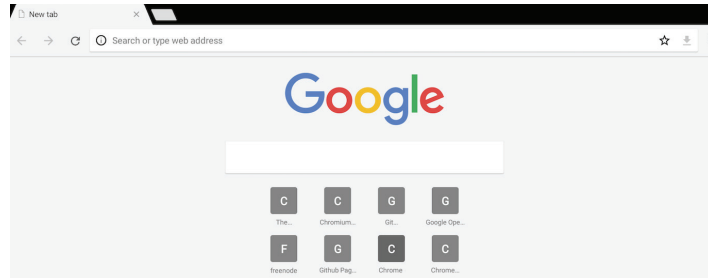 New tab
Search or type web address
Google
C C G G
The... Chromium... Git... Google Ope...
F G C C
freenode Github Pag... Chrome Chrome...